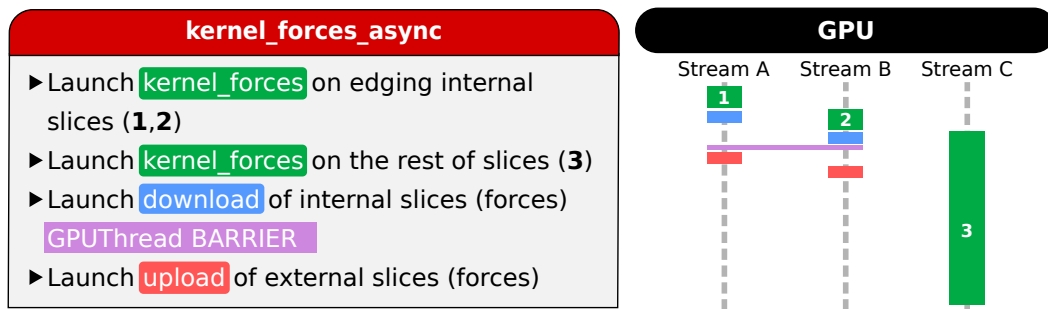 kernel_forces_async
▶Launch kernel_forces on edging internal
slices (1,2)
▶Launch kernel_forces on the rest of slices (3)
▶Launch download of internal slices (forces)
GPUThread BARRIER
▶Launch upload of external slices (forces)
GPU
Stream A Stream B Stream C
1
2
3